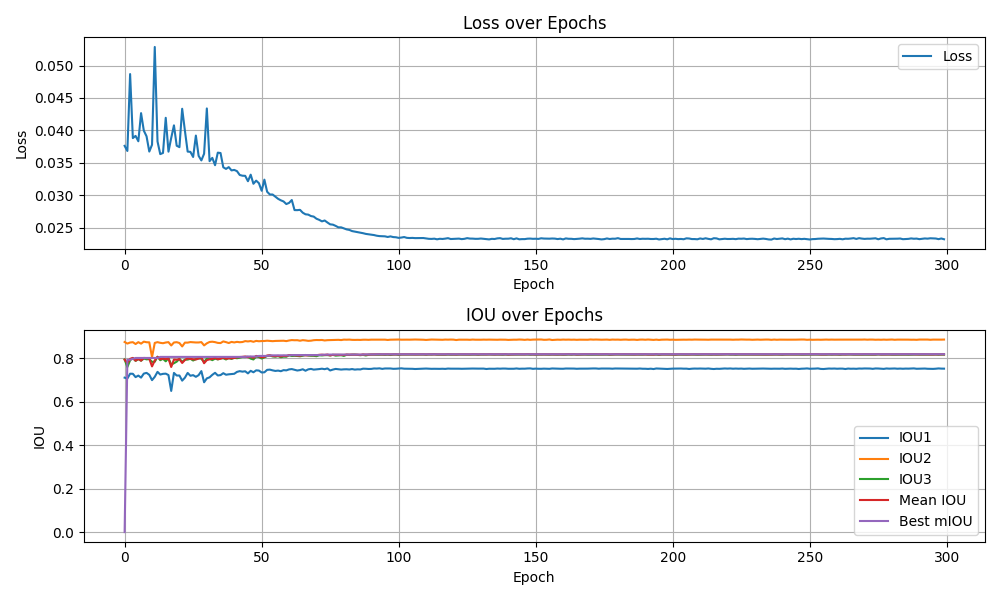 Loss over Epochs
0.050
0.045
0.040
0.035
0.030
0.025
Loss
Loss
0 50 100 150 200 250 300
Epoch
IOU over Epochs
0.8
0.6
0.4
0.2
0.0
IOU
IOU1
IOU2
IOU3
Mean IOU
Best mIOU
0 50 100 150 200 250 300
Epoch